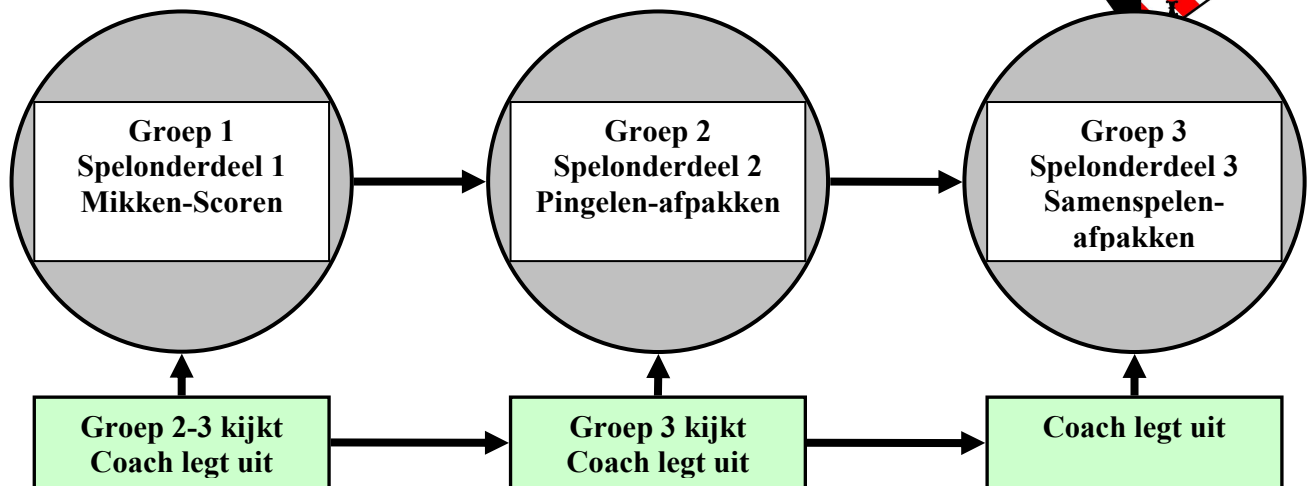 Groep 1
Spelonderdeel 1
Mikken-Scoren
Groep 2
Spelonderdeel 2
Pingelen-afpakken
Groep 3
Spelonderdeel 3
Samenspelen-
afpakken
Groep 2-3 kijkt
Coach legt uit
Groep 3 kijkt
Coach legt uit
Coach legt uit